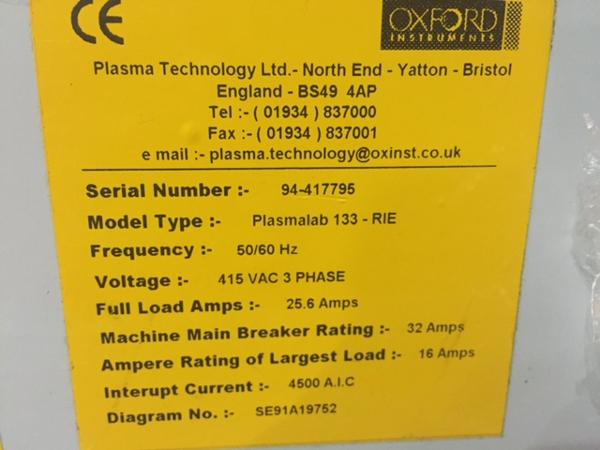 CE
OXFORD
INSTRUMENTS
Plasma Technology Ltd.- North End - Yatton - Bristol
England - BS49 4AP
Tel :- ( 01934 ) 837000
Fax :- ( 01934 ) 837001
e mail :- plasma.technology@oxinst.co.uk
Serial Number :- 94-417795
Model Type :- Plasmalab 133 - RIE
Frequency :- 50/60 Hz
Voltage :- 415 VAC 3 PHASE
Full Load Amps :- 25.6 Amps
Machine Main Breaker Rating :- 32 Amps
Ampere Rating of Largest Load :- 16 Amps
Interupt Current :- 4500 A.I.C
Diagram No. :- SE91A19752